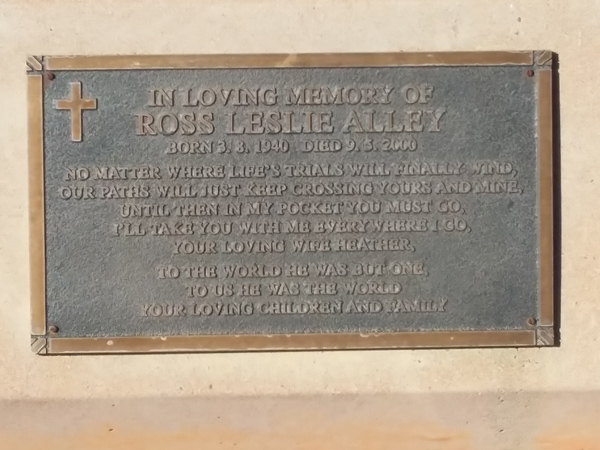 IN LOVING MEMORY OF
ROSS LESLIE ALLEY
BORN 3. 8. 1940 DIED 9. 5. 2000
NO MATTER WHERE LIFE'S TRIALS WILL FINALLY WIND,
OUR PATHS WILL JUST KEEP CROSSING YOURS AND MINE,
UNTIL THEN IN MY POCKET YOU MUST GO,
I'LL TAKE YOU WITH ME EVERYWHERE I GO,
YOUR LOVING WIFE HEATHER,
TO THE WORLD HE WAS BUT ONE,
TO US HE WAS THE WORLD
YOUR LOVING CHILDREN AND FAMILY